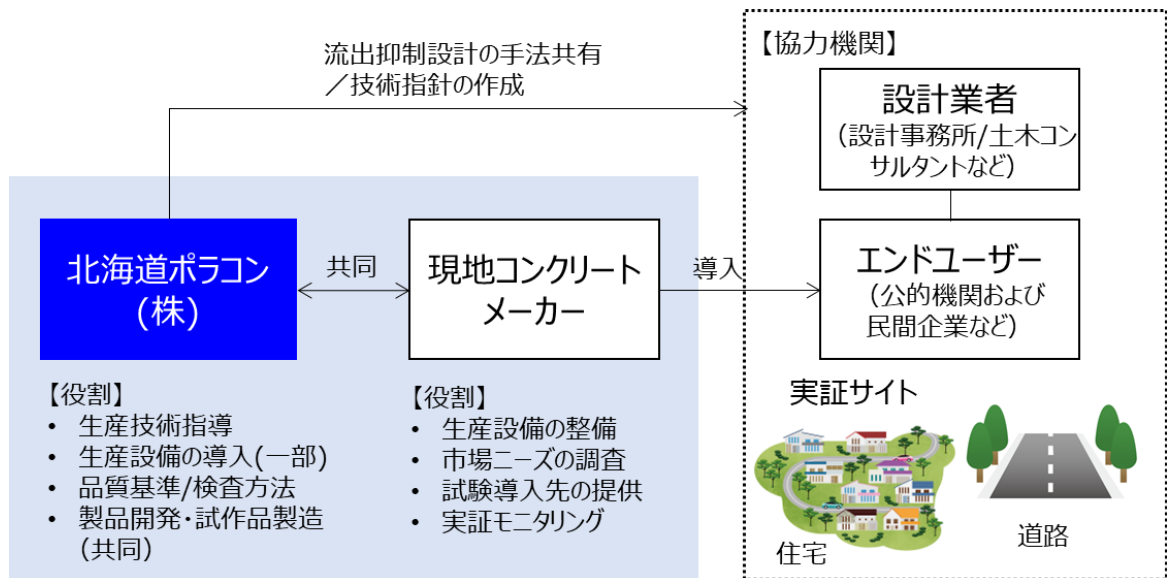 流出抑制設計の手法共有
／技術指針の作成
【協力機関】
設計業者
（設計事務所/土木コン
サルタントなど）
北海道ポラコン
(株)
共同
現地コンクリート
メーカー
導入
エンドユーザー
（公的機関および
民間企業など）
【役割】
• 生産技術指導
• 生産設備の導入(一部)
• 品質基準/検査方法
• 製品開発・試作品製造
(共同)
【役割】
• 生産設備の整備
• 市場ニーズの調査
• 試験導入先の提供
• 実証モニタリング
実証サイト
住宅
道路